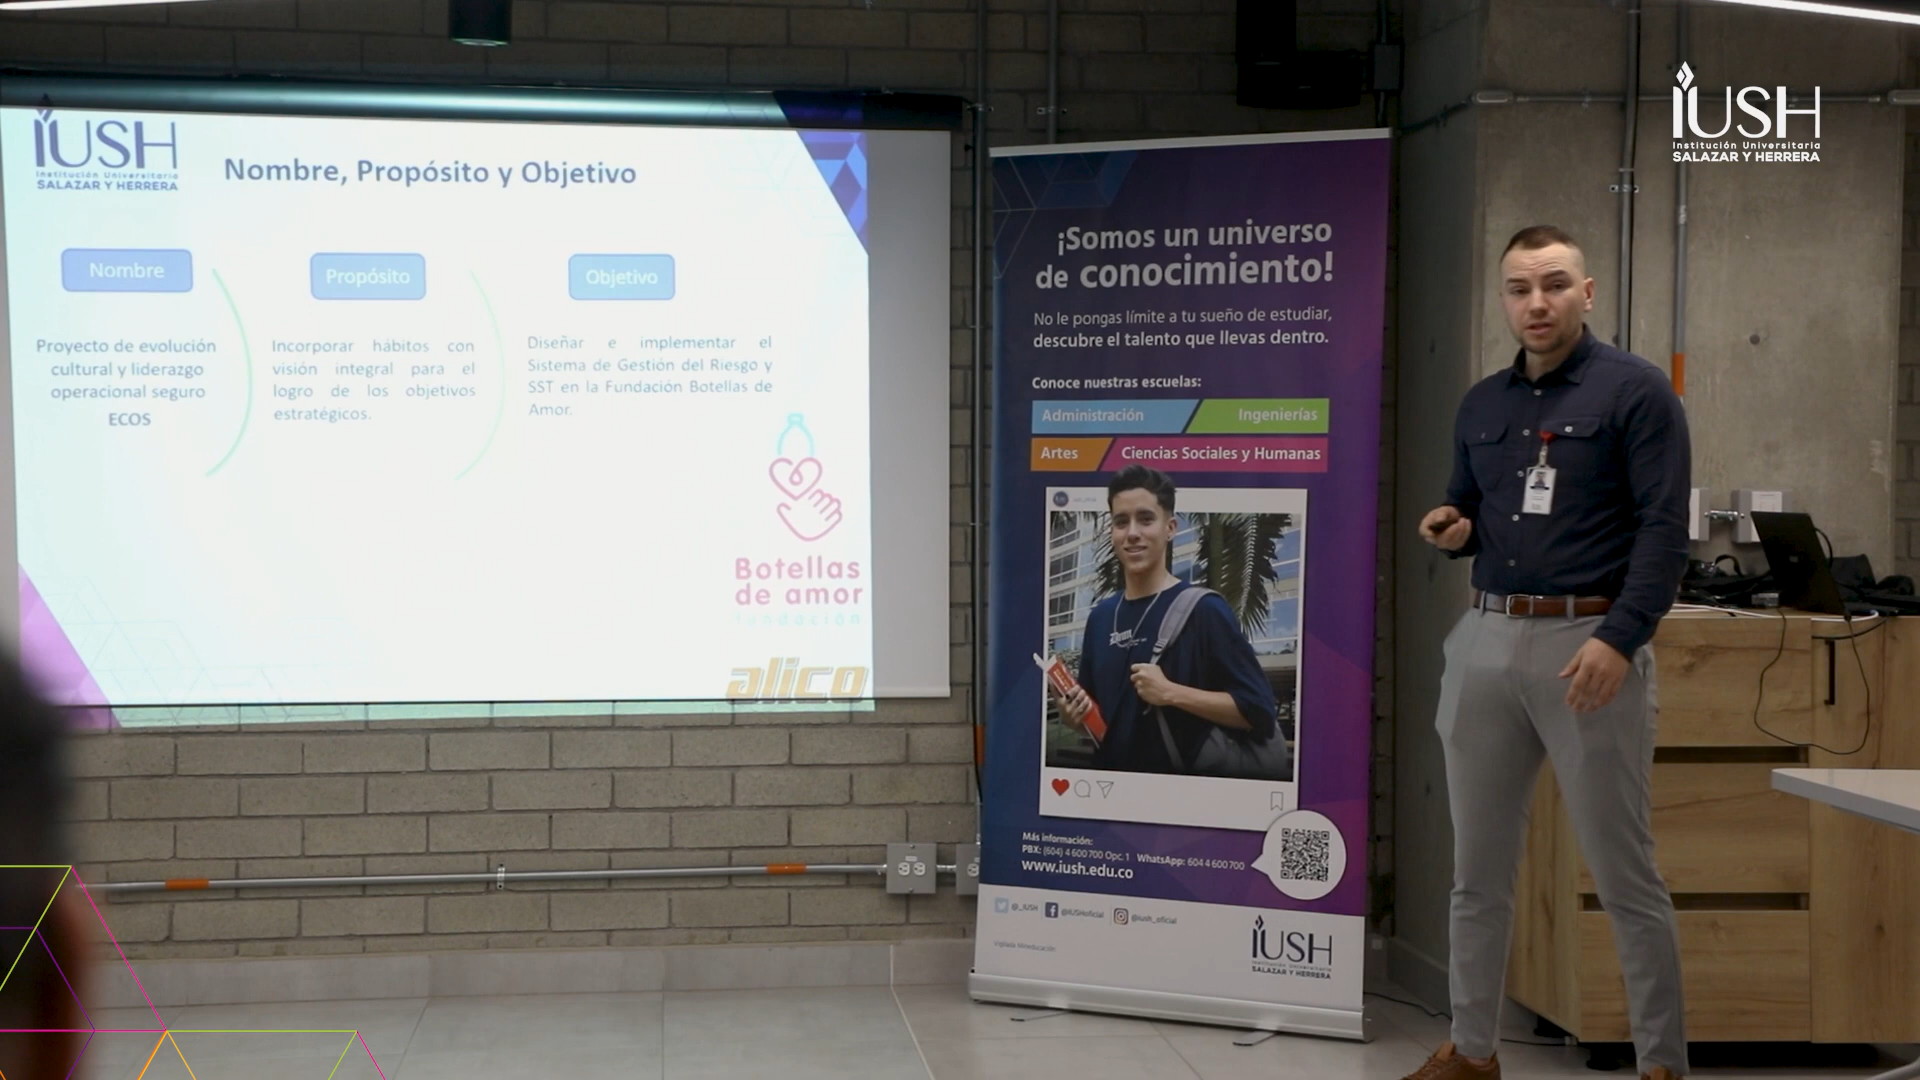 IUSH
Institución Universitaria
SALAZAR Y HERRERA
Nombre, Propósito y Objetivo
Nombre
Proyecto de evolución
cultural y liderazgo
operacional seguro
ECOS
Propósito
Incorporar hábitos con
visión integral para el
logro de los objetivos
estratégicos.
Objetivo
Diseñar e implementar el
Sistema de Gestión del Riesgo y
SST en la Fundación Botellas de
Amor.
Botellas
de amor
fundación
alico
¡Somos un universo
de conocimiento!
No le pongas límite a tu sueño de estudiar,
descubre el talento que llevas dentro.
Conoce nuestras escuelas:
Administración
Ingenierías
Artes
Ciencias Sociales y Humanas
Más información:
PBX: (604) 4 600 700 Opc. 1 WhatsApp: 604 4 600 700
www.iush.edu.co
@_IUSH
@IUSHoficial
@iush_oficial
Vigilada Mineducación
IUSH
Institución Universitaria
SALAZAR Y HERRERA
IUSH
Institución Universitaria
SALAZAR Y HERRERA